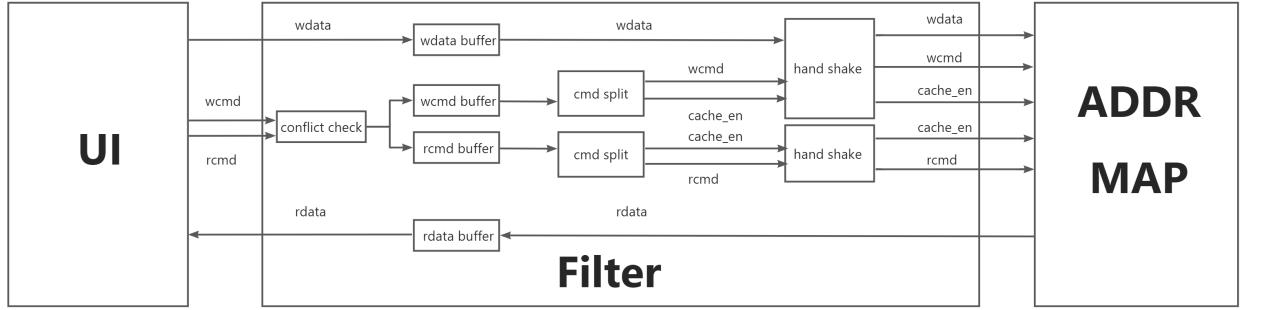 wdata
wdata
wdata
wdata buffer
hand shake
wcmd
wcmd
wcmd
wcmd buffer
cmd split
cache_en
cache_en
conflict check
UI
rcmd
rcmd buffer
cmd split
cache_en
rcmd
hand shake
cache_en
rcmd
ADDR
MAP
rdata
rdata
rdata buffer
Filter